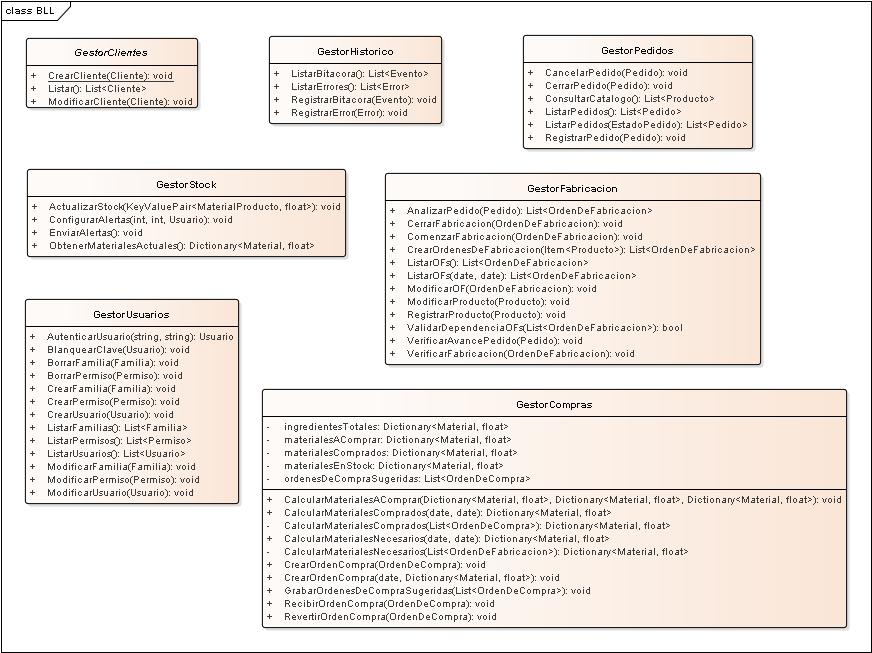 class BLL
GestorClientes
+ CrearCliente(Cliente): void
+ Listar(): List<Cliente>
+ ModificarCliente(Cliente): void
GestorHistorico
+ ListarBitacora(): List<Evento>
+ ListarErrores(): List<Error>
+ RegistrarBitacora(Evento): void
+ RegistrarError(Error): void
GestorPedidos
+ CancelarPedido(Pedido): void
+ CerrarPedido(Pedido): void
+ ConsultarCatalogo(): List<Producto>
+ ListarPedidos(): List<Pedido>
+ ListarPedidos(EstadoPedido): List<Pedido>
+ RegistrarPedido(Pedido): void
GestorStock
+ ActualizarStock(KeyValuePair<MaterialProducto, float>): void
+ ConfigurarAlertas(int, int, Usuario): void
+ EnviarAlertas(): void
+ ObtenerMaterialesActuales(): Dictionary<Material, float>
GestorFabricacion
+ AnalizarPedido(Pedido): List<OrdenDeFabricacion>
+ CerrarFabricacion(OrdenDeFabricacion): void
+ ComenzarFabricacion(OrdenDeFabricacion): void
+ CrearOrdenesDeFabricacion(Item<Producto>): List<OrdenDeFabricacion>
+ ListarOFs(): List<OrdenDeFabricacion>
+ ListarOFs(date, date): List<OrdenDeFabricacion>
+ ModificarOF(OrdenDeFabricacion): void
+ ModificarProducto(Producto): void
+ RegistrarProducto(Producto): void
+ ValidarDependenciaOFs(List<OrdenDeFabricacion>): bool
+ VerificarAvancePedido(Pedido): void
+ VerificarFabricacion(OrdenDeFabricacion): void
GestorUsuarios
+ AutenticarUsuario(string, string): Usuario
+ BlanquearClave(Usuario): void
+ BorrarFamilia(Familia): void
+ BorrarPermiso(Permiso): void
+ CrearFamilia(Familia): void
+ CrearPermiso(Permiso): void
+ CrearUsuario(Usuario): void
+ ListarFamilias(): List<Familia>
+ ListarPermisos(): List<Permiso>
+ ListarUsuarios(): List<Usuario>
+ ModificarFamilia(Familia): void
+ ModificarPermiso(Permiso): void
+ ModificarUsuario(Usuario): void
GestorCompras
- ingredientesTotales: Dictionary<Material, float>
- materialesAComprar: Dictionary<Material, float>
- materialesComprados: Dictionary<Material, float>
- materialesEnStock: Dictionary<Material, float>
- ordenesDeCompraSugeridas: List<OrdenDeCompra>
+ CalcularMaterialesAComprar(Dictionary<Material, float>, Dictionary<Material, float>, Dictionary<Material, float>): void
+ CalcularMaterialesComprados(date, date): Dictionary<Material, float>
- CalcularMaterialesComprados(List<OrdenDeCompra>): Dictionary<Material, float>
+ CalcularMaterialesNecesarios(date, date): Dictionary<Material, float>
- CalcularMaterialesNecesarios(List<OrdenDeFabricacion>): Dictionary<Material, float>
+ CrearOrdenCompra(OrdenDeCompra): void
+ CrearOrdenCompra(date, Dictionary<Material, float>): void
+ GrabarOrdenesDeCompraSugeridas(List<OrdenDeCompra>): void
+ RecibirOrdenCompra(OrdenDeCompra): void
+ RevertirOrdenCompra(OrdenDeCompra): void